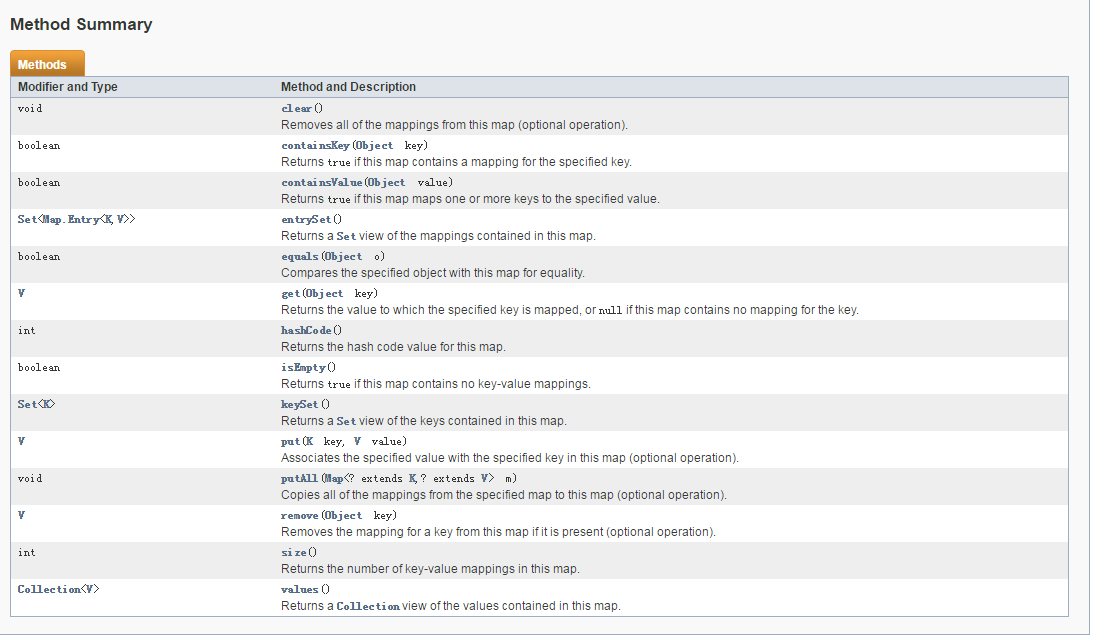 Method Summary
Methods
Modifier and Type Method and Description
void clear()
Removes all of the mappings from this map (optional operation).
boolean containsKey(Object key)
Returns true if this map contains a mapping for the specified key.
boolean containsValue(Object value)
Returns true if this map maps one or more keys to the specified value.
Set<Map.Entry<K,V>> entrySet()
Returns a Set view of the mappings contained in this map.
boolean equals(Object o)
Compares the specified object with this map for equality.
V get(Object key)
Returns the value to which the specified key is mapped, or null if this map contains no mapping for the key.
int hashCode()
Returns the hash code value for this map.
boolean isEmpty()
Returns true if this map contains no key-value mappings.
Set<K> keySet()
Returns a Set view of the keys contained in this map.
V put(K key, V value)
Associates the specified value with the specified key in this map (optional operation).
void putAll(Map<? extends K,? extends V> m)
Copies all of the mappings from the specified map to this map (optional operation).
V remove(Object key)
Removes the mapping for a key from this map if it is present (optional operation).
int size()
Returns the number of key-value mappings in this map.
Collection<V> values()
Returns a Collection view of the values contained in this map.